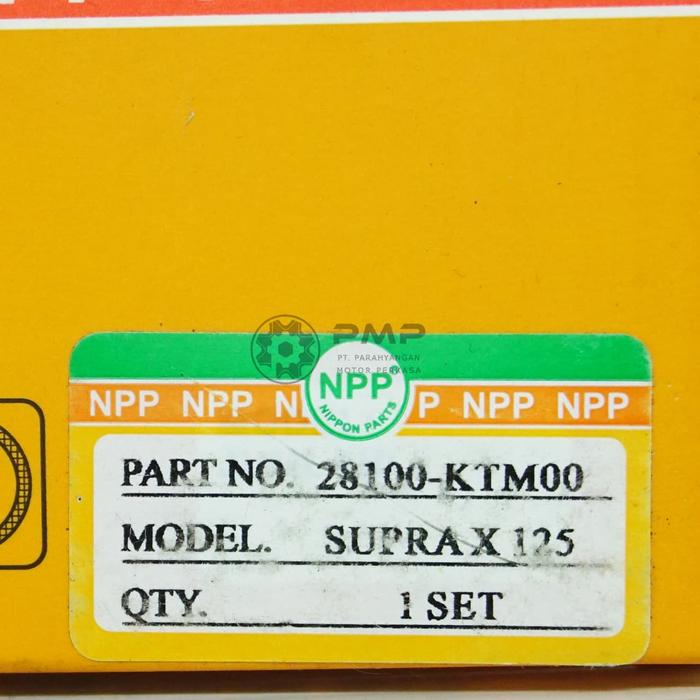 PMP
PT. PARAHYANGAN
MOTOR PERKASA
NPP NPP N P NPP NPP
NPP
NIPPON PARTS
PART NO. 28100-KTM00
MODEL. SUPRA X 125
QTY. 1 SET